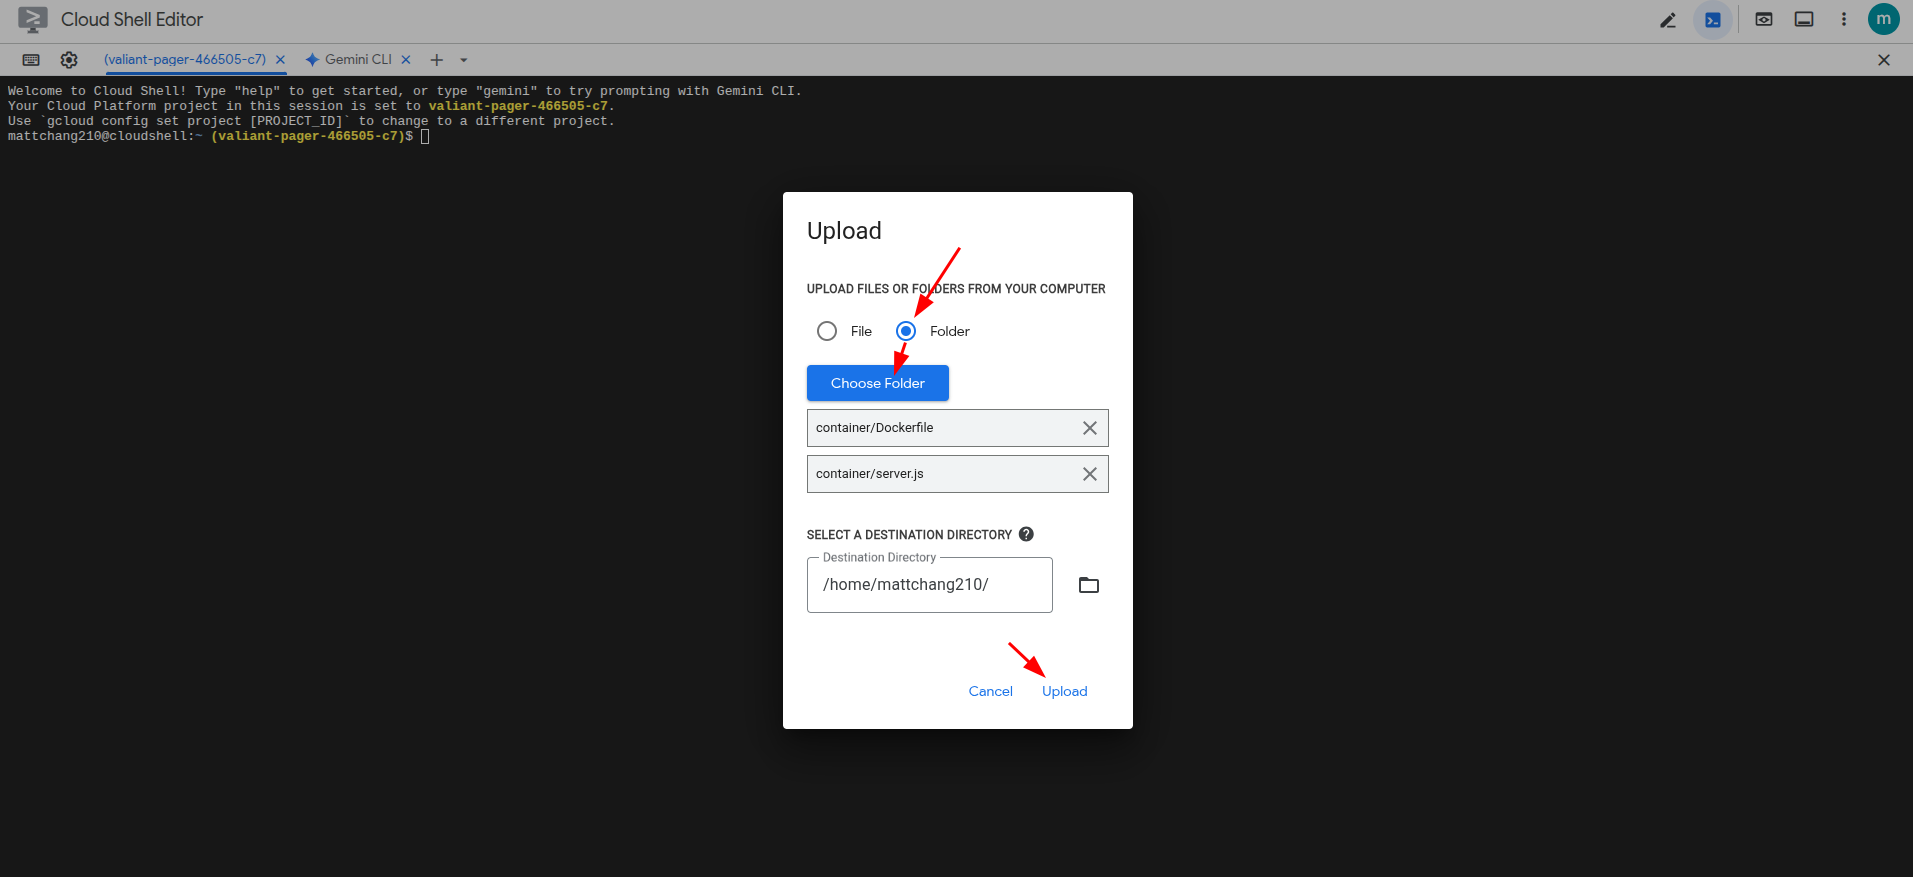 Cloud Shell Editor
m
(valiant-pager-466505-c7)
Gemini CLI
Welcome to Cloud Shell! Type "help" to get started, or type "gemini" to try prompting with Gemini CLI.
Your Cloud Platform project in this session is set to valiant-pager-466505-c7.
Use `gcloud config set project [PROJECT_ID]` to change to a different project.
mattchang210@cloudshell:~ (valiant-pager-466505-c7)$
Upload
UPLOAD FILES OR FOLDERS FROM YOUR COMPUTER
File Folder
Choose Folder
container/Dockerfile
container/server.js
SELECT A DESTINATION DIRECTORY ?
Destination Directory
/home/mattchang210/
Cancel Upload